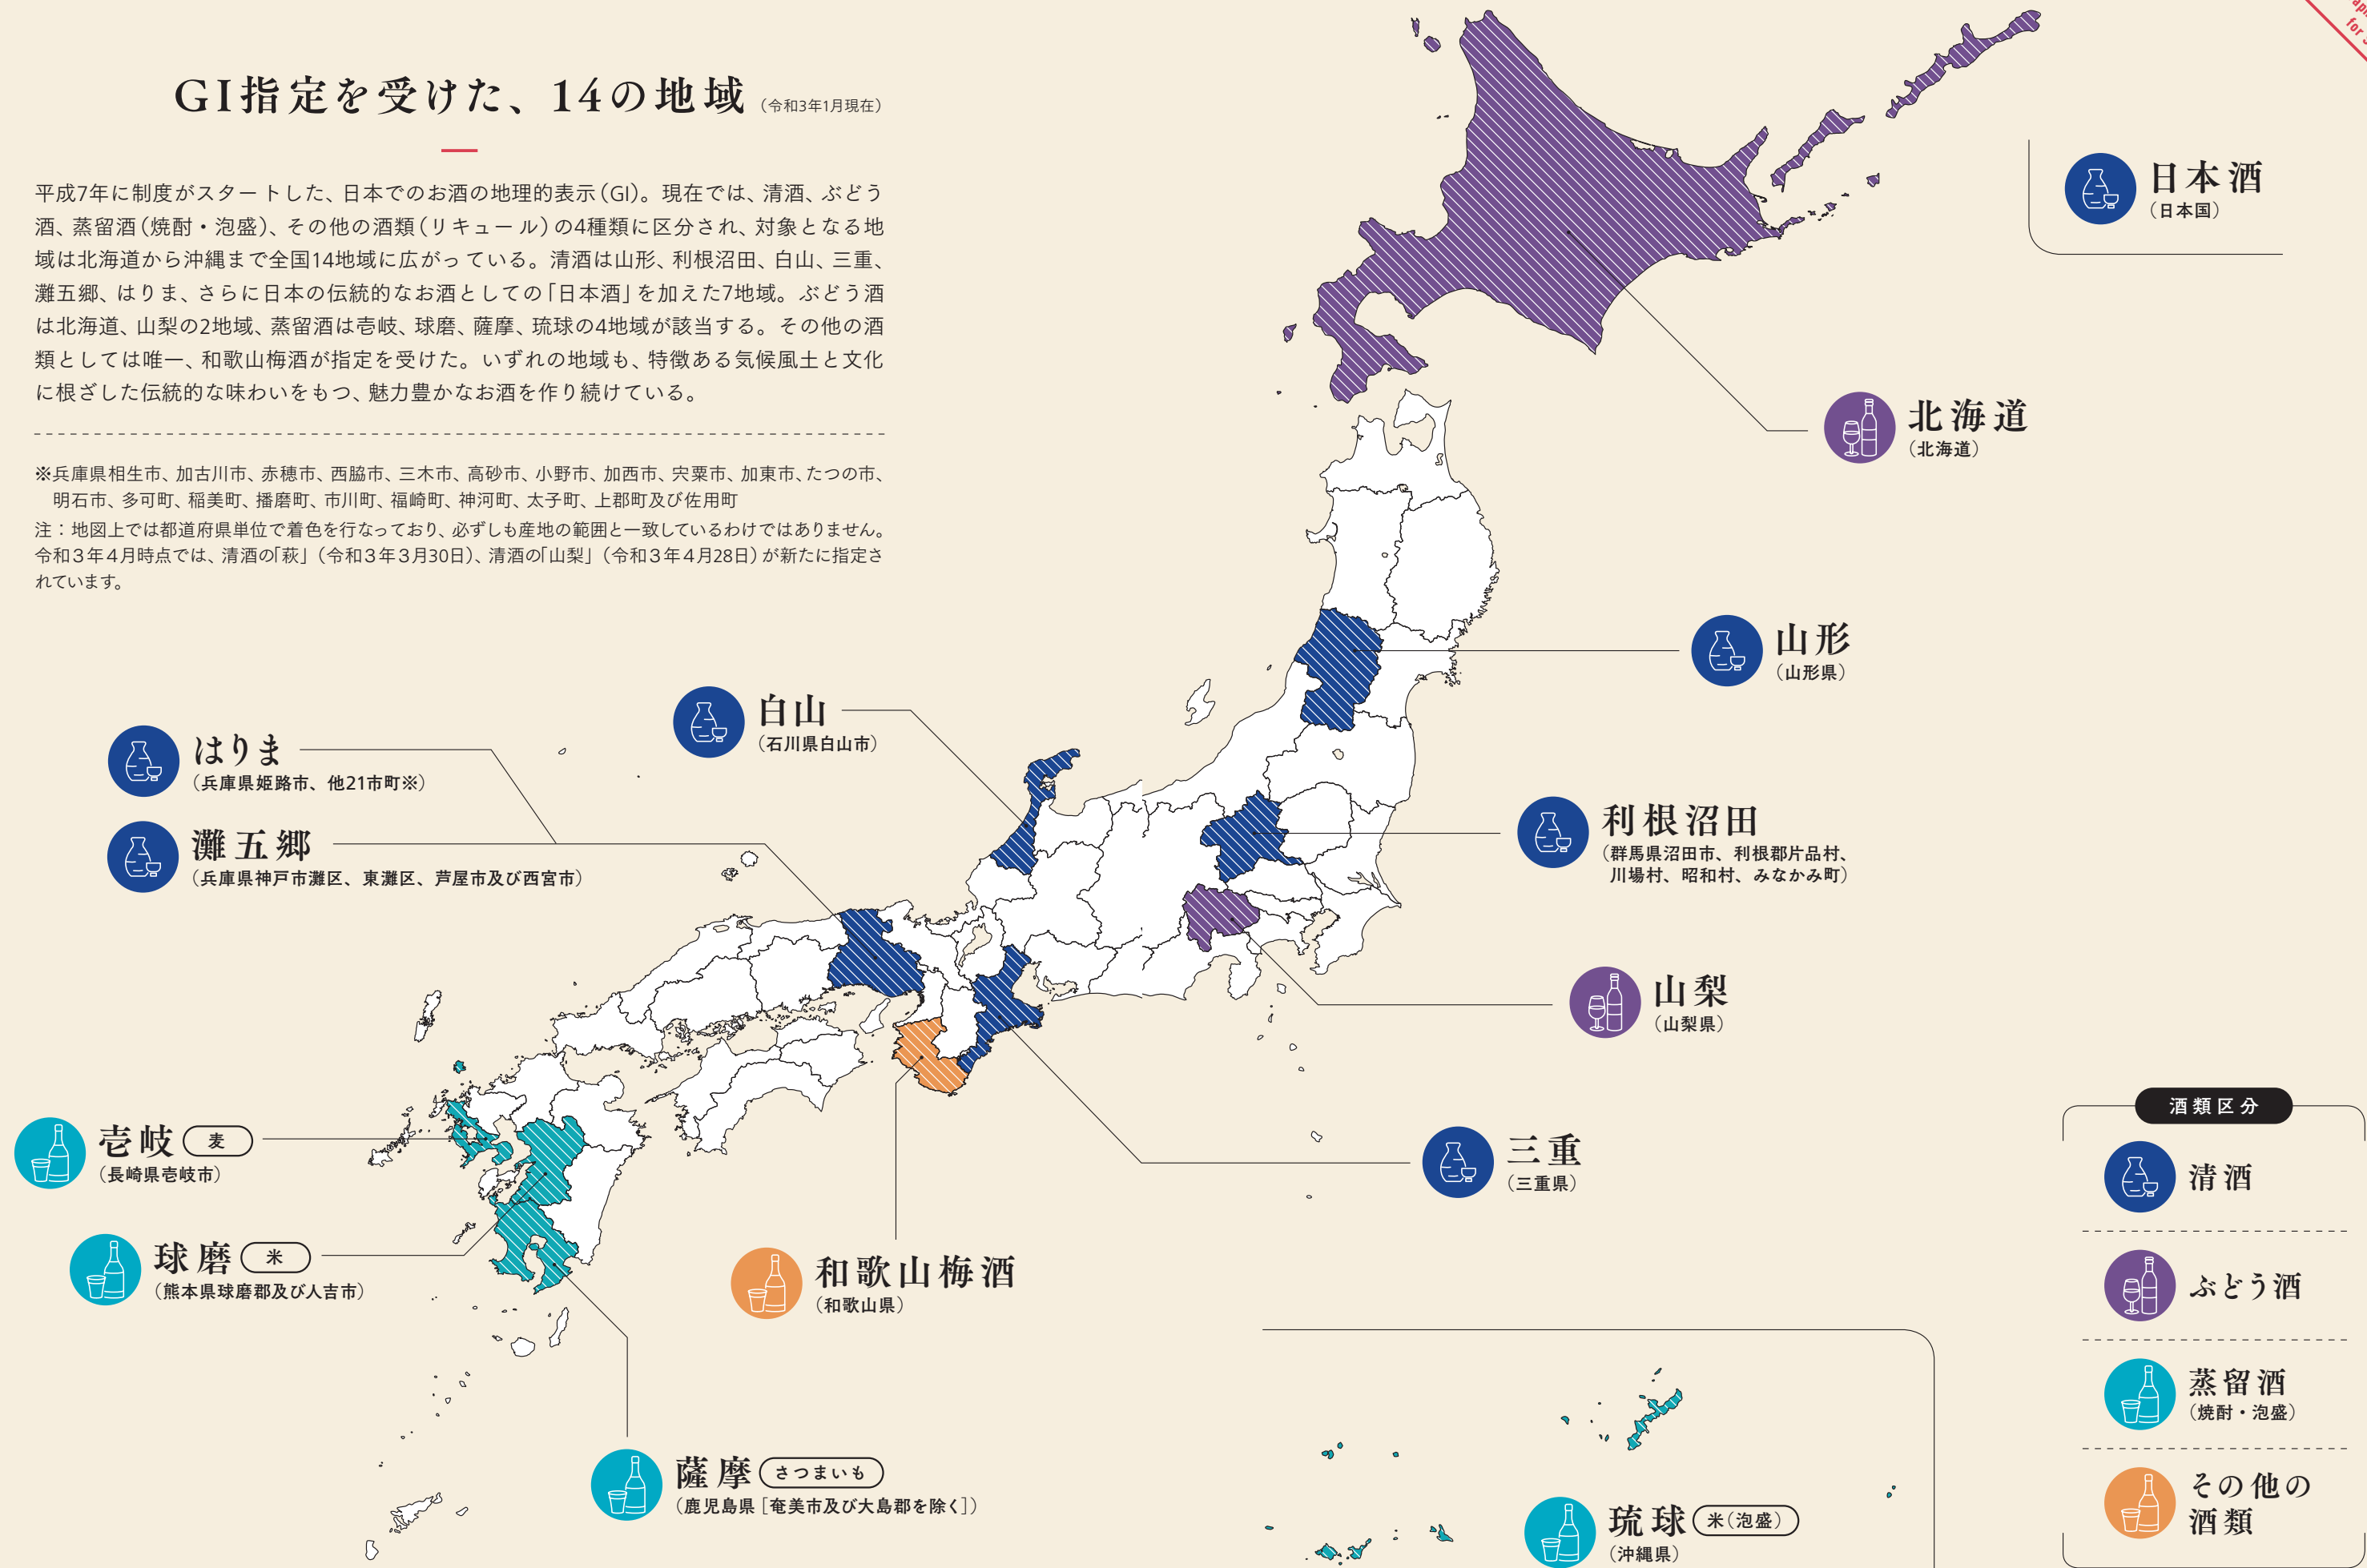 GI指定を受けた、14の地域（令和3年1月現在）
平成7年に制度がスタートした、日本でのお酒の地理的表示（GI）。現在では、清酒、ぶどう
酒、蒸留酒（焼酎・泡盛）、その他の酒類（リキュール）の4種類に区分され、対象となる地
域は北海道から沖縄まで全国14地域に広がっている。清酒は山形、利根沼田、白山、三重、
灘五郷、はりま、さらに日本の伝統的なお酒としての「日本酒」を加えた7地域。ぶどう酒
は北海道、山梨の2地域、蒸留酒は壱岐、球磨、薩摩、琉球の4地域が該当する。その他の酒
類としては唯一、和歌山梅酒が指定を受けた。いずれの地域も、特徴ある気候風土と文化
に根ざした伝統的な味わいをもつ、魅力豊かなお酒を作り続けている。
※兵庫県相生市、加古川市、赤穂市、西脇市、三木市、高砂市、小野市、加西市、宍粟市、加東市、たつの市、
明石市、多可町、稲美町、播磨町、市川町、福崎町、神河町、太子町、上郡町及び佐用町
注：地図上では都道府県単位で着色を行なっており、必ずしも産地の範囲と一致しているわけではありません。
令和３年４月時点では、清酒の「萩」（令和３年３月30日）、清酒の「山梨」（令和３年４月28日）が新たに指定さ
れています。
日本酒
（日本国）
北海道
（北海道）
山形
（山形県）
白山
（石川県白山市）
はりま
（兵庫県姫路市、他21市町※）
灘五郷
（兵庫県神戸市灘区、東灘区、芦屋市及び西宮市）
利根沼田
（群馬県沼田市、利根郡片品村、
川場村、昭和村、みなかみ町）
山梨
（山梨県）
三重
（三重県）
壱岐 麦
（長崎県壱岐市）
球磨 米
（熊本県球磨郡及び人吉市）
和歌山梅酒
（和歌山県）
薩摩 さつまいも
（鹿児島県［奄美市及び大島郡を除く］）
琉球 米（泡盛）
（沖縄県）
酒類区分
清酒
ぶどう酒
蒸留酒
（焼酎・泡盛）
その他の
酒類